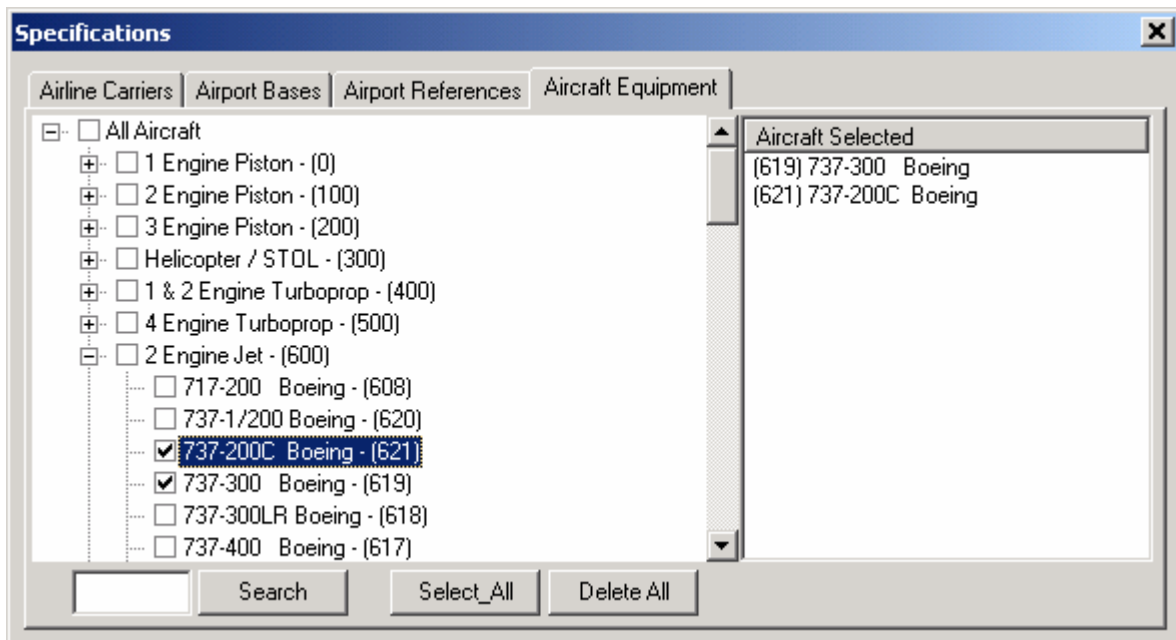 Specifications
Airline Carriers Airport Bases Airport References Aircraft Equipment
All Aircraft
1 Engine Piston - (0)
2 Engine Piston - (100)
3 Engine Piston - (200)
Helicopter / STOL - (300)
1 & 2 Engine Turboprop - (400)
4 Engine Turboprop - (500)
2 Engine Jet - (600)
717-200 Boeing - (608)
737-1/200 Boeing - (620)
737-200C Boeing - (621)
737-300 Boeing - (619)
737-300LR Boeing - (618)
737-400 Boeing - (617)
Aircraft Selected
(619) 737-300 Boeing
(621) 737-200C Boeing
Search Select_All Delete All